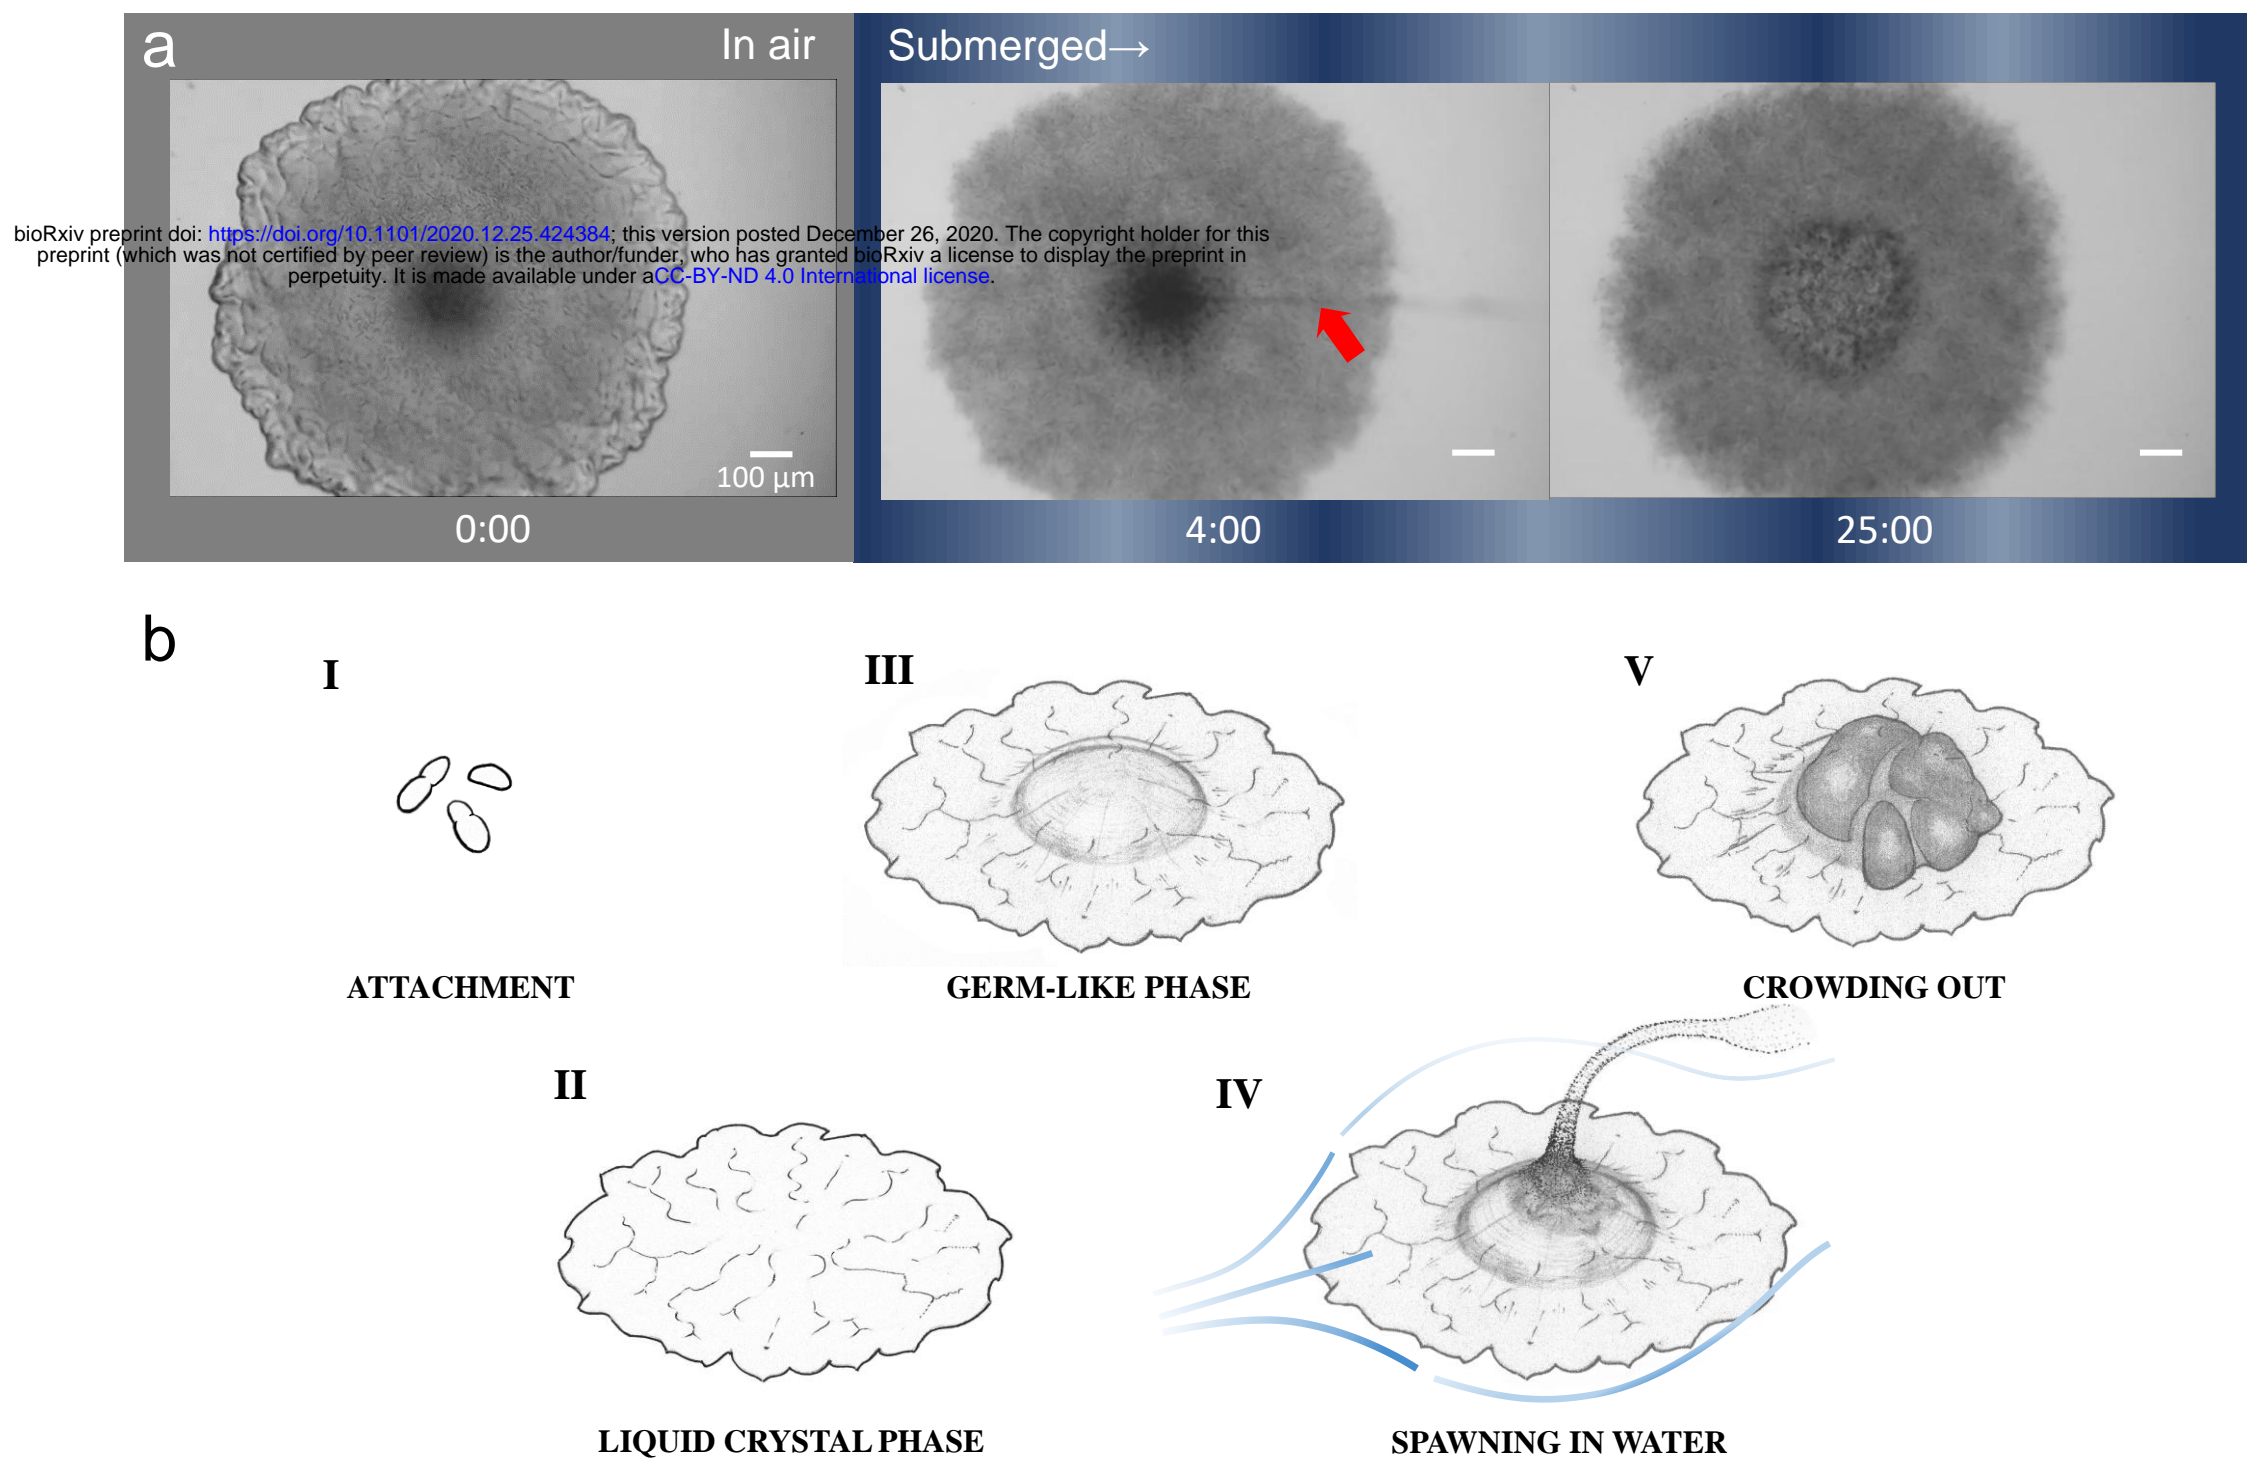 a
In air
Submerged→
bioRxiv preprint doi: https://doi.org/10.1101/2020.12.25.424384; this version posted December 26, 2020. The copyright holder for this
preprint (which was not certified by peer review) is the author/funder, who has granted bioRxiv a license to display the preprint in
perpetuity. It is made available under aCC-BY-ND 4.0 International license.
100 µm
0:00
4:00
25:00
b
I
III
V
ATTACHMENT
GERM-LIKE PHASE
CROWDING OUT
II
IV
LIQUID CRYSTAL PHASE
SPAWNING IN WATER